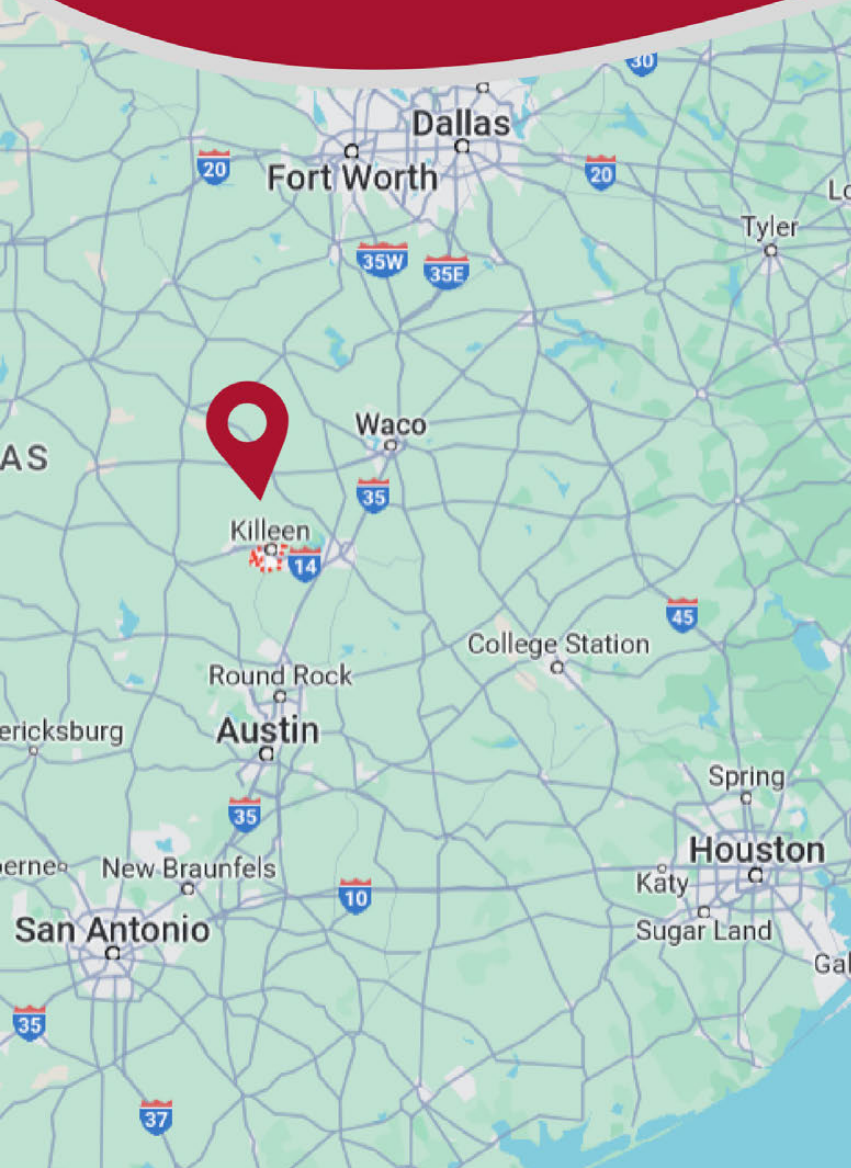 30
Dallas
20
Fort Worth
20
Lo
Tyler
35W
35E
Waco
AS
35
Killeen
14
45
College Station
Round Rock
ericksburg
Austin
Spring
35
Houston
erne
New Braunfels
Katy
10
San Antonio
Sugar Land
Gal
35
37